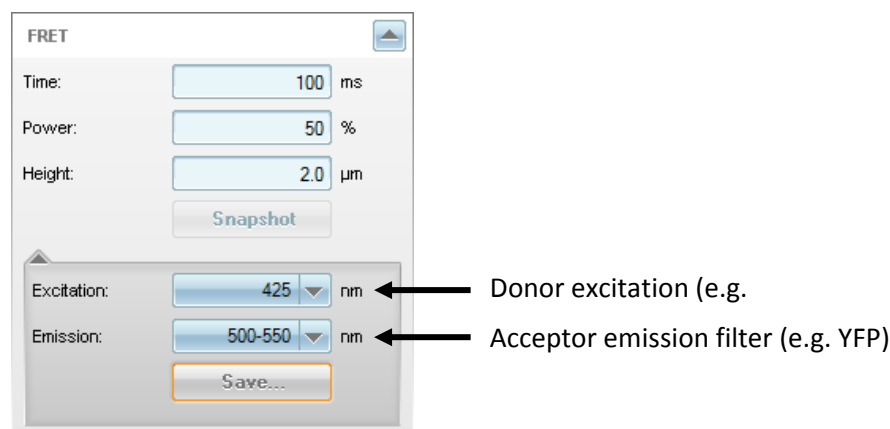 FRET
Time: 100 ms
Power: 50 %
Height: 2.0 µm
Snapshot
Excitation: 425 nm Donor excitation (e.g.
Emission: 500-550 nm Acceptor emission filter (e.g. YFP)
Save...